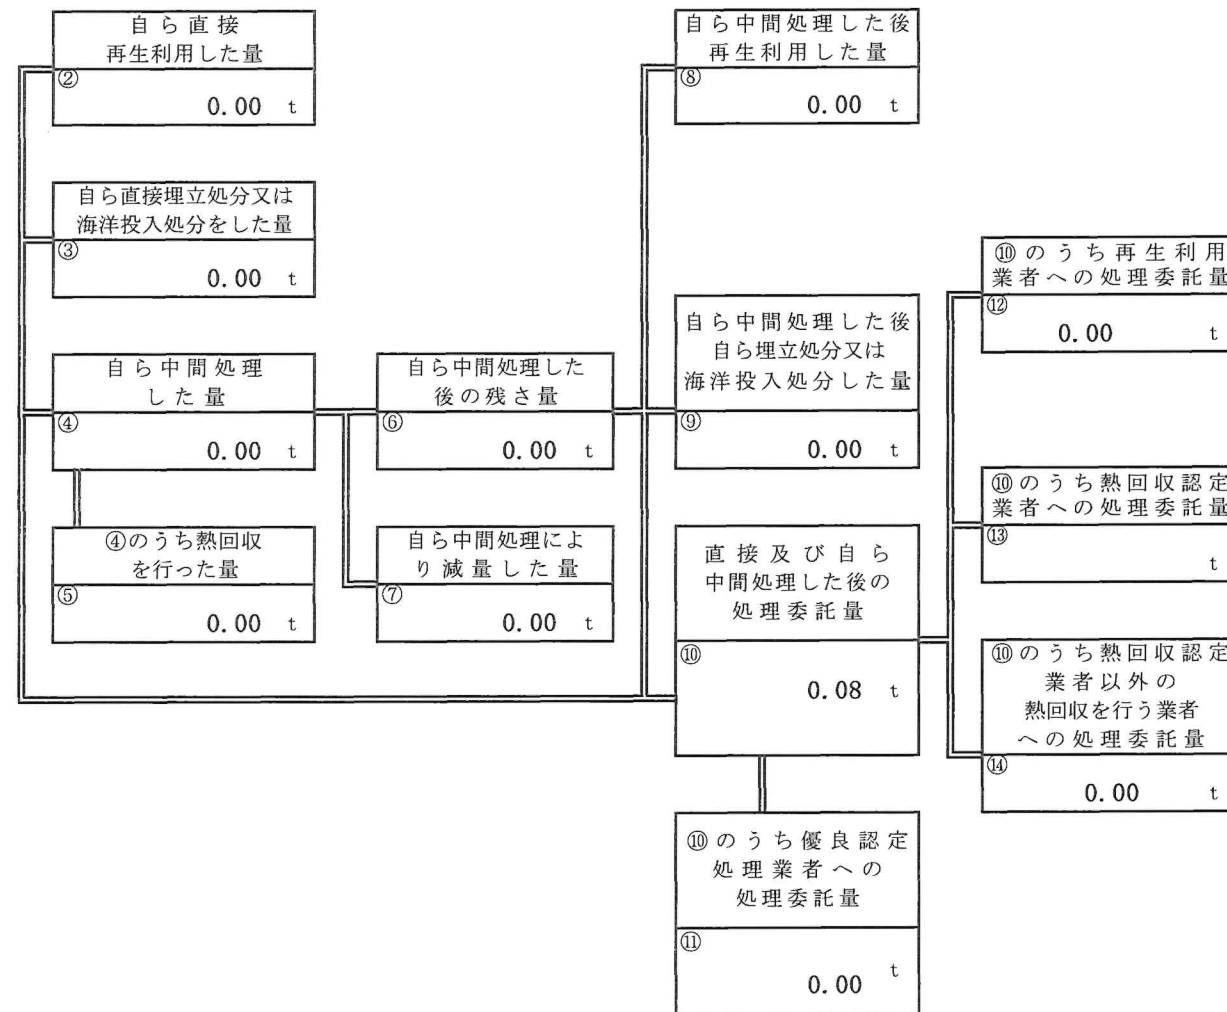 自ら直接
再生利用した量
②
0.00 t
自ら直接埋立処分又は
海洋投入処分をした量
③
0.00 t
自ら中間処理
した量
④
0.00 t
④のうち熱回収
を行った量
⑤
0.00 t
自ら中間処理した
後の残さ量
⑥
0.00 t
自ら中間処理によ
り減量した量
⑦
0.00 t
自ら中間処理した後
再生利用した量
⑧
0.00 t
自ら中間処理した後
自ら埋立処分又は
海洋投入処分した量
⑨
0.00 t
直接及び自ら
中間処理した後の
処理委託量
⑩
0.08 t
⑩のうち優良認定
処理業者への
処理委託量
⑪
0.00 t
⑩のうち再生利用
業者への処理委託量
⑫
0.00 t
⑩のうち熱回収認定
業者への処理委託量
⑬
t
⑩のうち熱回収認定
業者以外の
熱回収を行う業者
への処理委託量
⑭
0.00 t